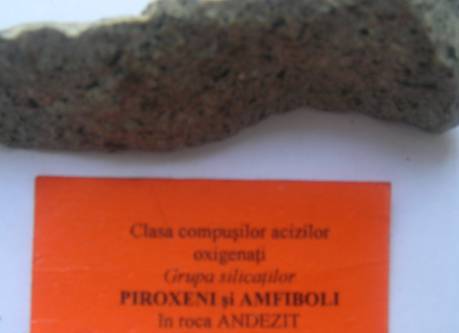 Clasa compuşilor acizilor
oxigenaţi
Grupa silicaţilor
PIROXENI şi AMFIBOLI
în roca ANDEZIT